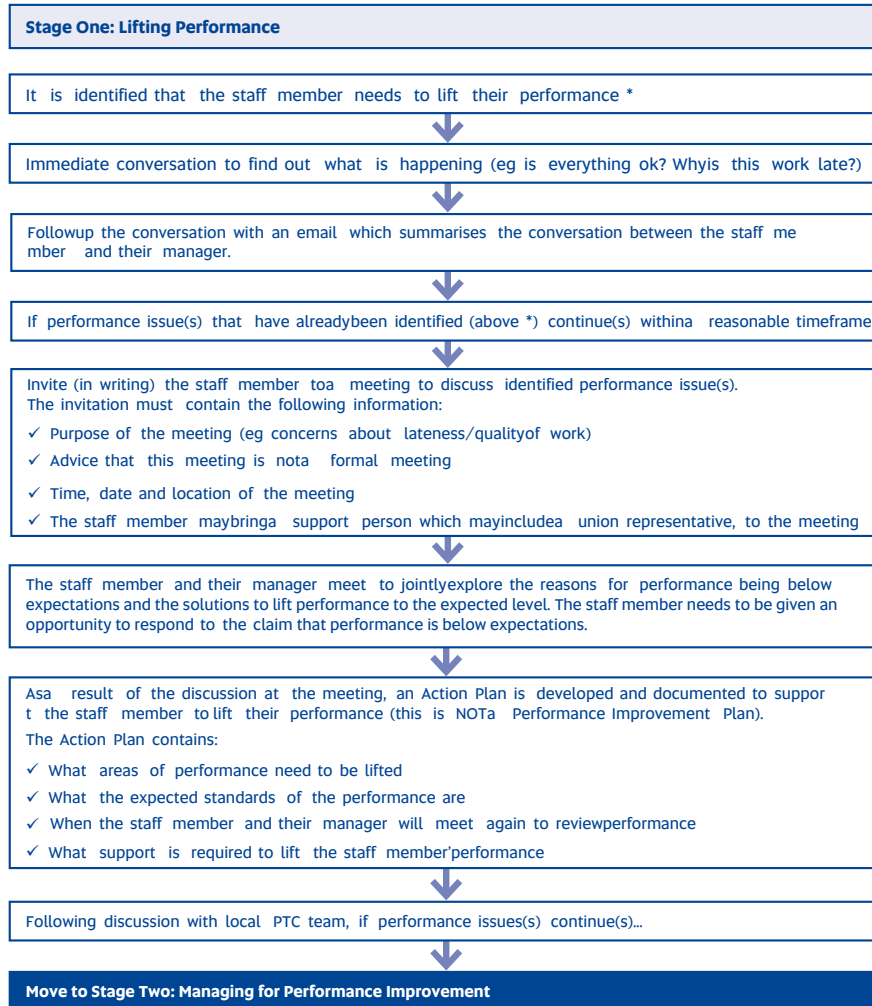 Stage One: Lifting Performance
It is identified that the staff member needs to lift their performance *
Immediate conversation to find out what is happening (eg is everything ok? Whyis this work late?)
Followup the conversation with an email which summarises the conversation between the staff me
mber and their manager.
If performance issue(s) that have alreadybeen identified (above *) continue(s) withina reasonable timeframe
Invite (in writing) the staff member toa meeting to discuss identified performance issue(s).
The invitation must contain the following information:
✓ Purpose of the meeting (eg concerns about lateness/qualityof work)
✓ Advice that this meeting is nota formal meeting
✓ Time, date and location of the meeting
✓ The staff member maybringa support person which mayincludea union representative, to the meeting
The staff member and their manager meet to jointlyexplore the reasons for performance being below
expectations and the solutions to lift performance to the expected level. The staff member needs to be given an
opportunity to respond to the claim that performance is below expectations.
Asa result of the discussion at the meeting, an Action Plan is developed and documented to suppor
t the staff member to lift their performance (this is NOTa Performance Improvement Plan).
The Action Plan contains:
✓ What areas of performance need to be lifted
✓ What the expected standards of the performance are
✓ When the staff member and their manager will meet again to reviewperformance
✓ What support is required to lift the staff member'performance
Following discussion with local PTC team, if performance issues(s) continue(s)...
Move to Stage Two: Managing for Performance Improvement